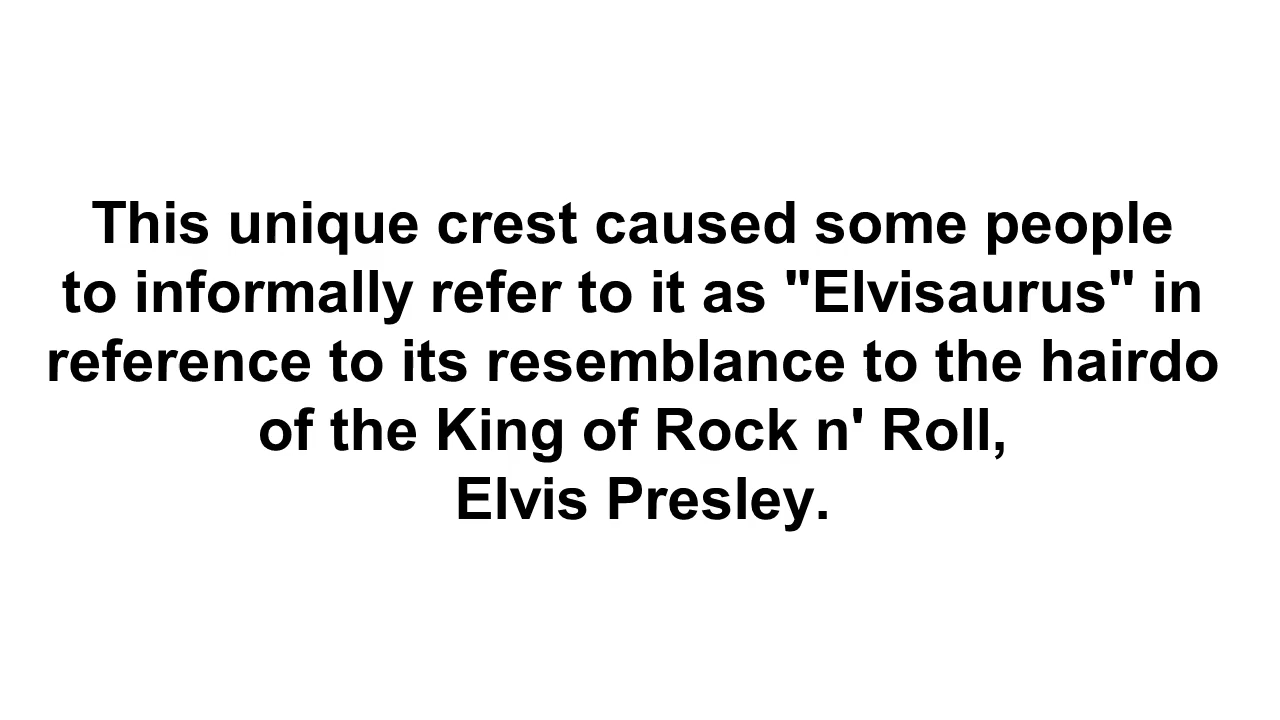 This unique crest caused some people
to informally refer to it as "Elvisaurus" in
reference to its resemblance to the hairdo
of the King of Rock n' Roll,
Elvis Presley.